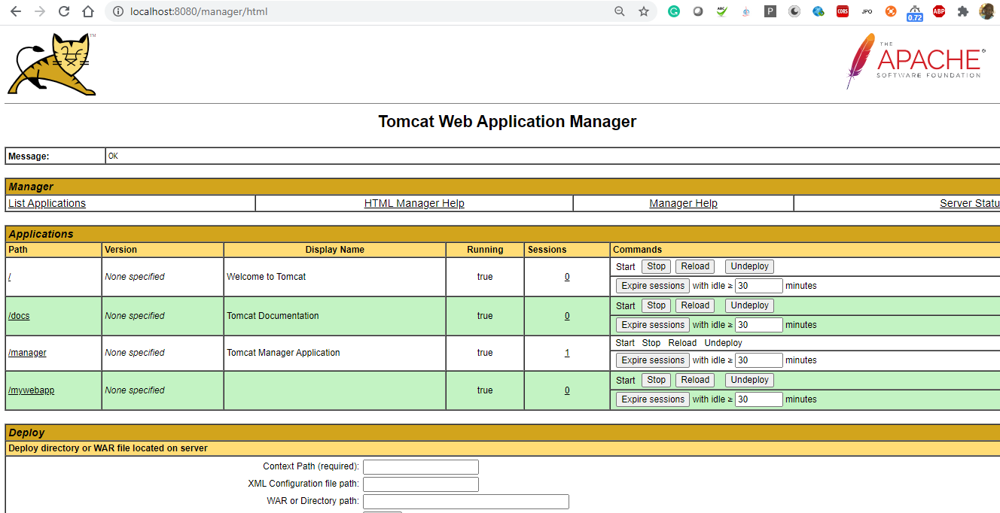 localhost:8080/manager/html
ABC
P
CORS
JPO
0.72
ABP
TM
THE
APACHE®
SOFTWARE FOUNDATION
Tomcat Web Application Manager
Message: OK
Manager
List Applications HTML Manager Help Manager Help Server Statu
Applications
Path Version Display Name Running Sessions Commands
/ None specified Welcome to Tomcat true 0 Start Stop Reload Undeploy
Expire sessions with idle ≥ 30 minutes
/docs None specified Tomcat Documentation true 0 Start Stop Reload Undeploy
Expire sessions with idle ≥ 30 minutes
/manager None specified Tomcat Manager Application true 1 Start Stop Reload Undeploy
Expire sessions with idle ≥ 30 minutes
/mywebapp None specified true 0 Start Stop Reload Undeploy
Expire sessions with idle ≥ 30 minutes
Deploy
Deploy directory or WAR file located on server
Context Path (required):
XML Configuration file path:
WAR or Directory path: